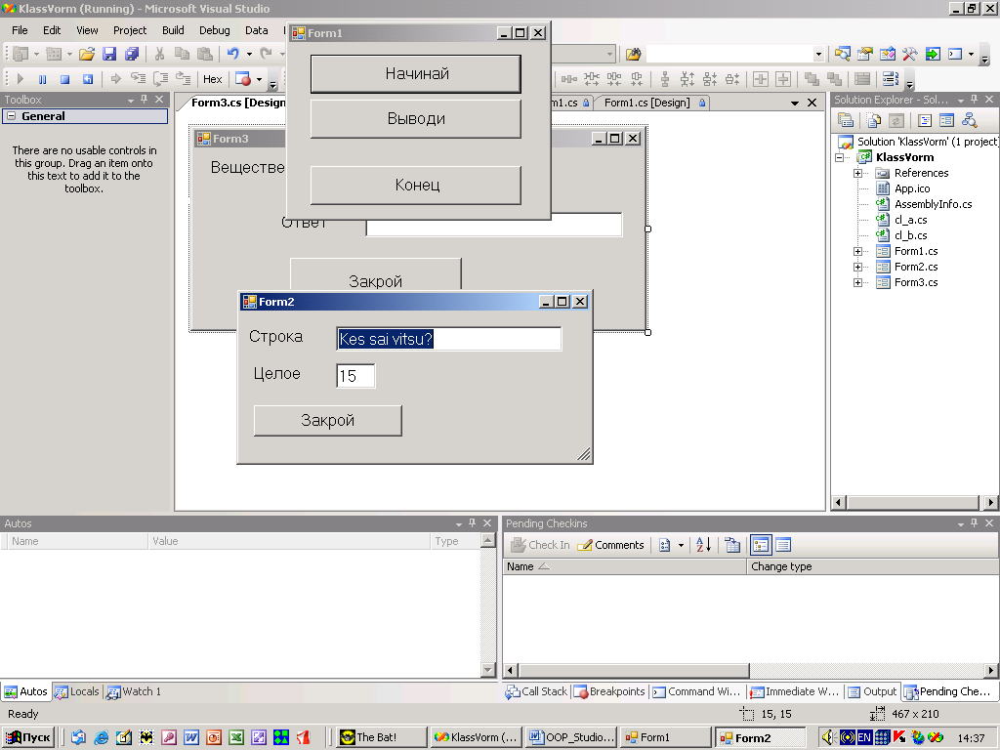 KlassVorm (Running) - Microsoft Visual Studio
File Edit View Project Build Debug Data
Hex
Toolbox
General
There are no usable controls in
this group. Drag an item onto
this text to add it to the
toolbox.
Form3.cs [Design
m1.cs Form1.cs [Design]
Form1
Начинай
Выводи
Конец
Form3
Веществе
Ответ
Закрой
Form2
Строка Kes sai vitsu?
Целое 15
Закрой
Solution Explorer - Sol...
Solution 'KlassVorm' (1 project
KlassVorm
References
App.ico
AssemblyInfo.cs
cl_a.cs
cl_b.cs
Form1.cs
Form2.cs
Form3.cs
Autos
Name Value Type
Pending Checkins
Check In Comments
Name Change type
Autos Locals Watch 1
Call Stack Breakpoints Command Wi... Immediate W... Output Pending Che...
Ready 15, 15 467 x 210
Пуск The Bat! KlassVorm (... OOP_Studio... Form1 Form2 EN 14:37